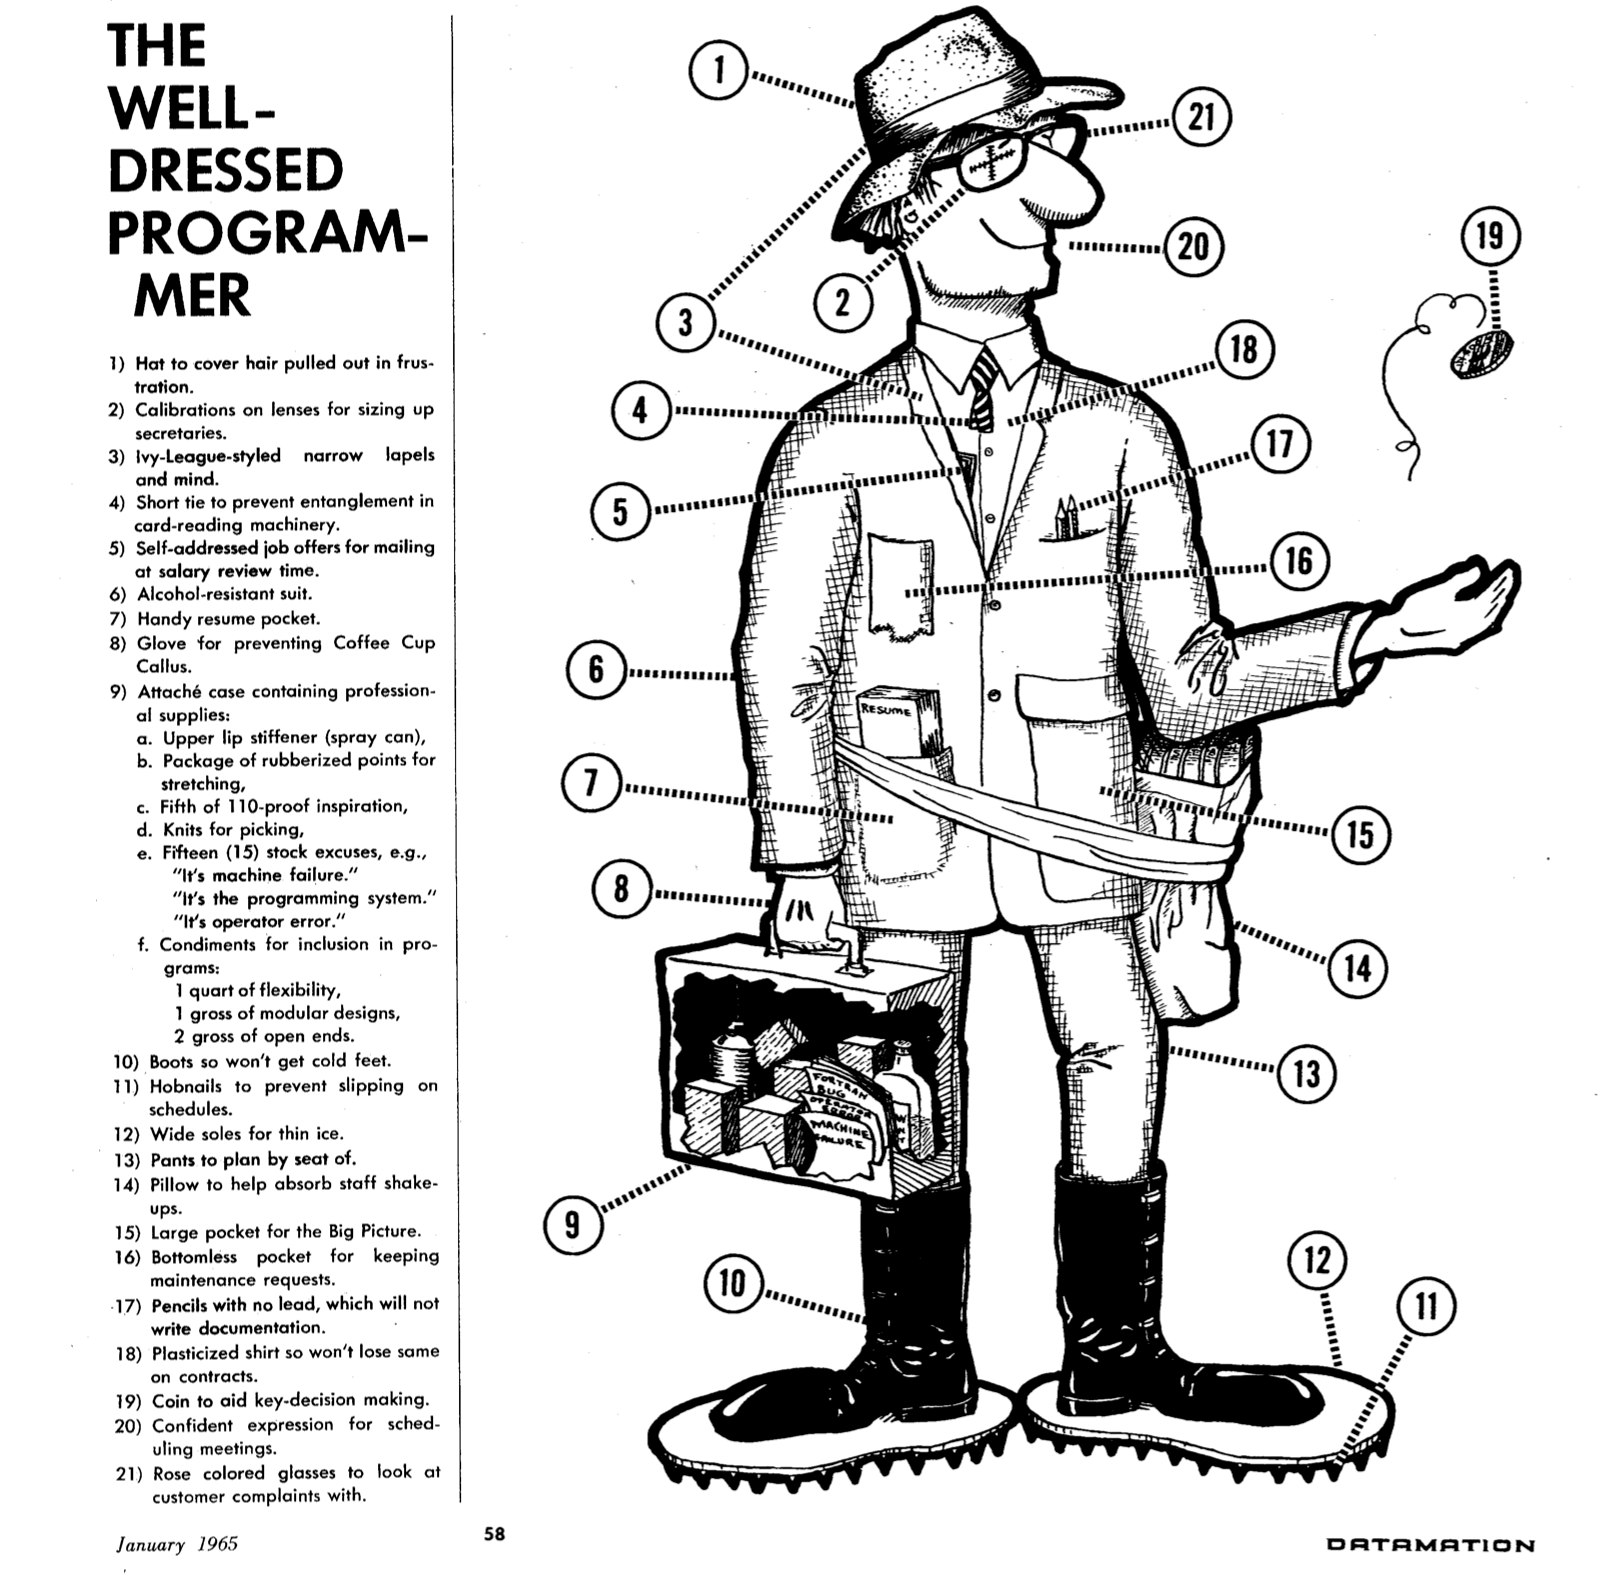 THE
WELL-
DRESSED
PROGRAM-
MER
1) Hat to cover hair pulled out in frus-
tration.
2) Calibrations on lenses for sizing up
secretaries.
3) Ivy-League-styled narrow lapels
and mind.
4) Short tie to prevent entanglement in
card-reading machinery.
5) Self-addressed job offers for mailing
at salary review time.
6) Alcohol-resistant suit.
7) Handy resume pocket.
8) Glove for preventing Coffee Cup
Callus.
9) Attaché case containing profession-
al supplies:
a. Upper lip stiffener (spray can),
b. Package of rubberized points for
stretching,
c. Fifth of 110-proof inspiration,
d. Knits for picking,
e. Fifteen (15) stock excuses, e.g.,
"It's machine failure."
"It's the programming system."
"It's operator error."
f. Condiments for inclusion in pro-
grams:
1 quart of flexibility,
1 gross of modular designs,
2 gross of open ends.
10) Boots so won't get cold feet.
11) Hobnails to prevent slipping on
schedules.
12) Wide soles for thin ice.
13) Pants to plan by seat of.
14) Pillow to help absorb staff shake-
ups.
15) Large pocket for the Big Picture.
16) Bottomless pocket for keeping
maintenance requests.
17) Pencils with no lead, which will not
write documentation.
18) Plasticized shirt so won't lose same
on contracts.
19) Coin to aid key-decision making.
20) Confident expression for sched-
uling meetings.
21) Rose colored glasses to look at
customer complaints with.
1
21
20
19
2
3
18
4
17
5
16
6
RESUME
7
15
8
14
13
FORTRAN
BUG
OPERATOR
ERROR
MACHINE
FAILURE
9
10
12
11
January 1965
58
DATAMATION